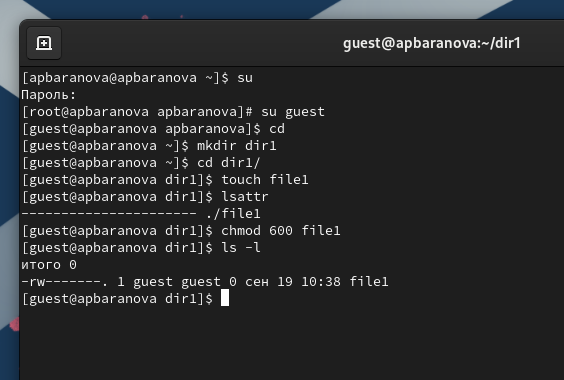 guest@apbaranova:~/dir1
[apbaranova@apbaranova ~]$ su
Пароль:
[root@apbaranova apbaranova]# su guest
[guest@apbaranova apbaranova]$ cd
[guest@apbaranova ~]$ mkdir dir1
[guest@apbaranova ~]$ cd dir1/
[guest@apbaranova dir1]$ touch file1
[guest@apbaranova dir1]$ lsattr
---------------------- ./file1
[guest@apbaranova dir1]$ chmod 600 file1
[guest@apbaranova dir1]$ ls -l
итого 0
-rw-------. 1 guest guest 0 сен 19 10:38 file1
[guest@apbaranova dir1]$